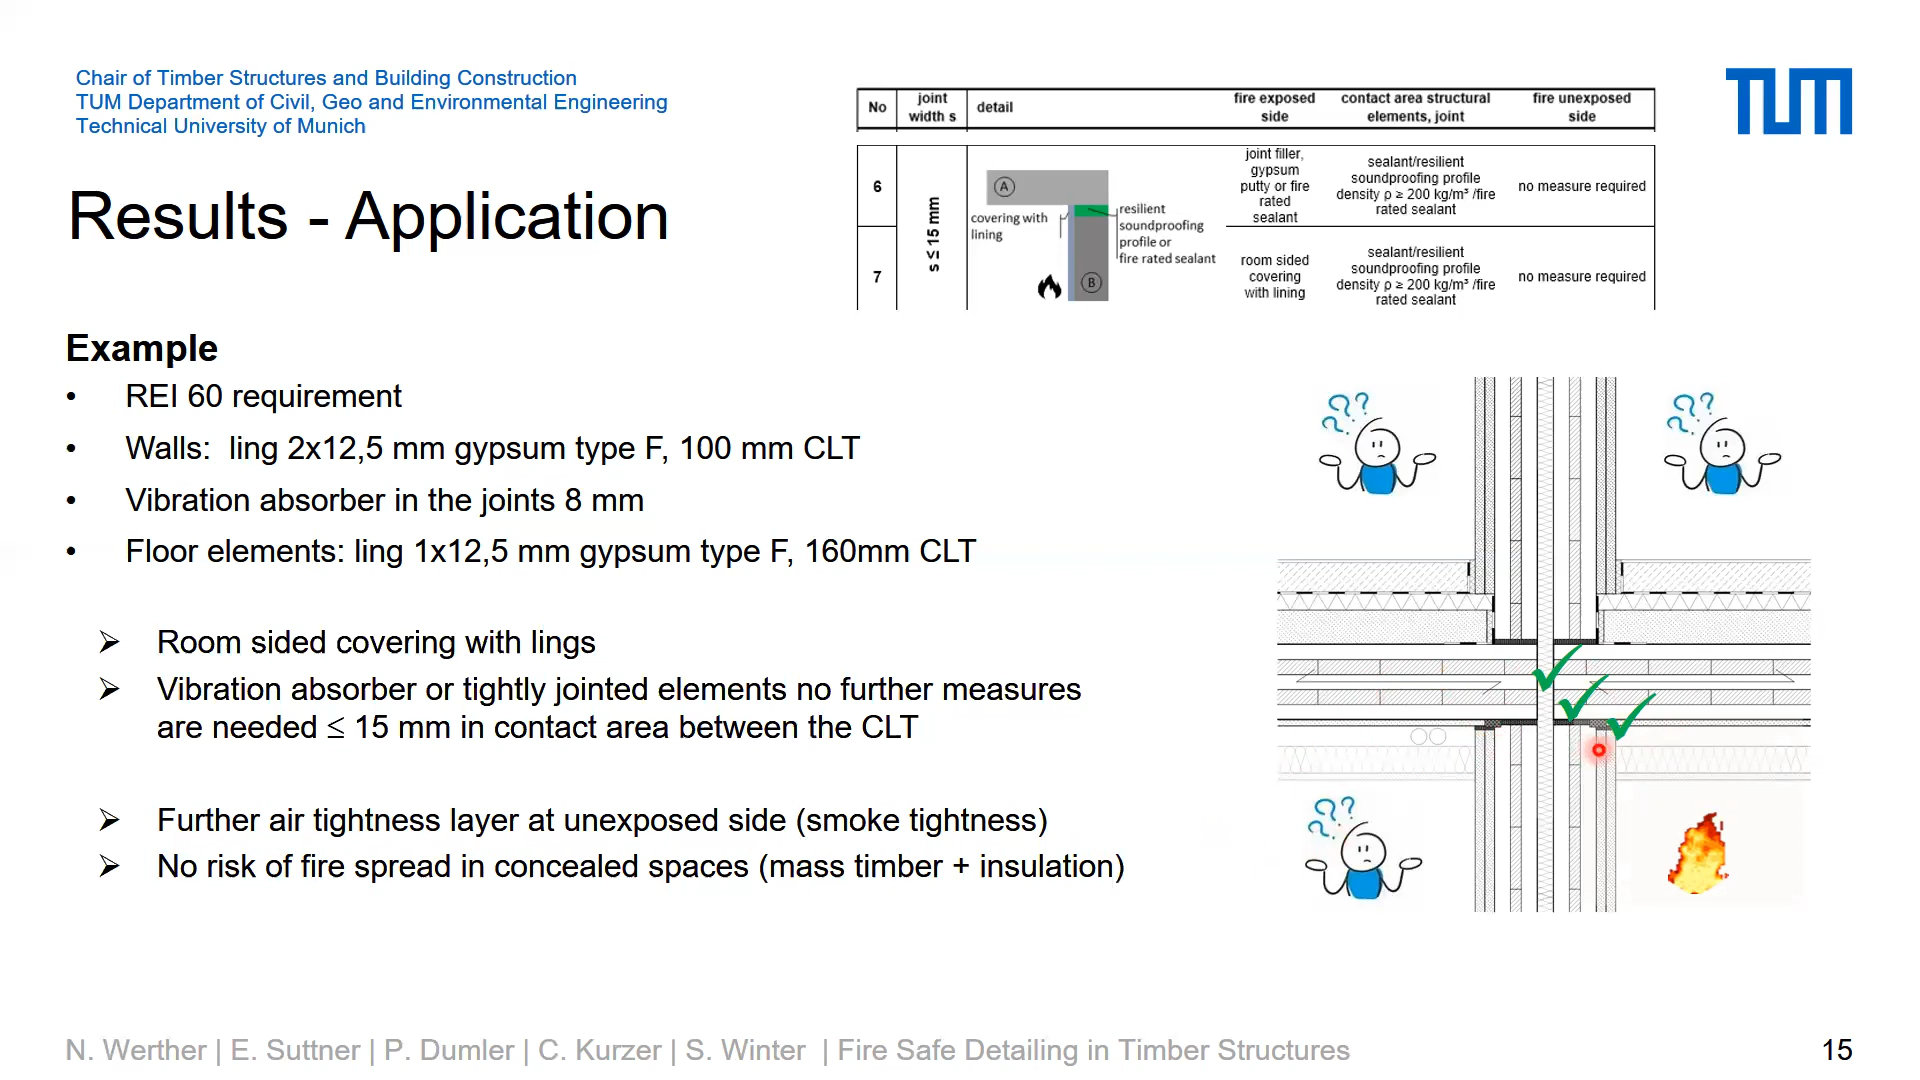 Chair of Timber Structures and Building Construction
TUM Department of Civil, Geo and Environmental Engineering
Technical University of Munich
TUM
No
joint
width s
detail
fire exposed
side
contact area structural
elements, joint
fire unexposed
side
6
s ≤ 15 mm
A
covering with
lining
resilient
soundproofing
profile or
fire rated sealant
B
joint filler,
gypsum
putty or fire
rated
sealant
sealant/resilient
soundproofing profile
density ρ ≥ 200 kg/m³ /fire
rated sealant
no measure required
7
room sided
covering
with lining
sealant/resilient
soundproofing profile
density ρ ≥ 200 kg/m³ /fire
rated sealant
no measure required
Results - Application
Example
• REI 60 requirement
• Walls: ling 2x12,5 mm gypsum type F, 100 mm CLT
• Vibration absorber in the joints 8 mm
• Floor elements: ling 1x12,5 mm gypsum type F, 160mm CLT
➢ Room sided covering with lings
➢ Vibration absorber or tightly jointed elements no further measures
are needed ≤ 15 mm in contact area between the CLT
➢ Further air tightness layer at unexposed side (smoke tightness)
➢ No risk of fire spread in concealed spaces (mass timber + insulation)
???
???
???
N. Werther | E. Suttner | P. Dumler | C. Kurzer | S. Winter | Fire Safe Detailing in Timber Structures
15